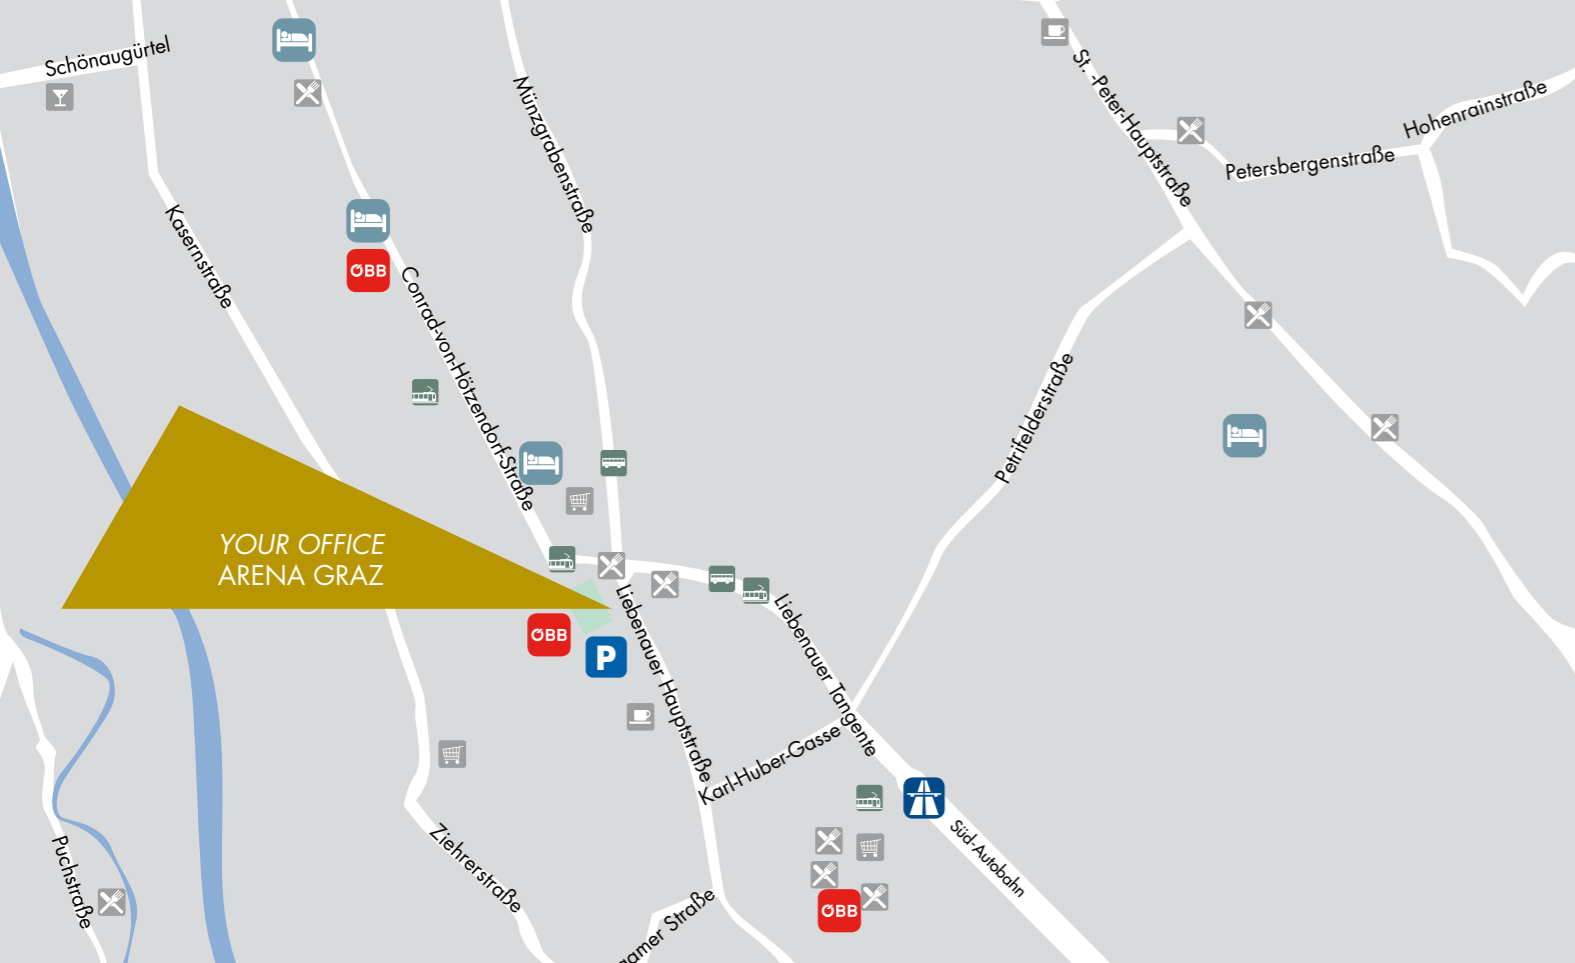 Schönaugürtel
Münzgrabenstraße
St. -Peter-Hauptstraße
Hohenrainstraße
Petersbergenstraße
Kasernstraße
ÖBB
Conrad-von-Hötzendorf-Straße
Petrifelderstraße
YOUR OFFICE
ARENA GRAZ
ÖBB
P
Liebenauer Hauptstraße
Liebenauer Tangente
Karl-Huber-Gasse
Puchstraße
Ziehrerstraße
Süd-Autobahn
ÖBB
gamer Straße